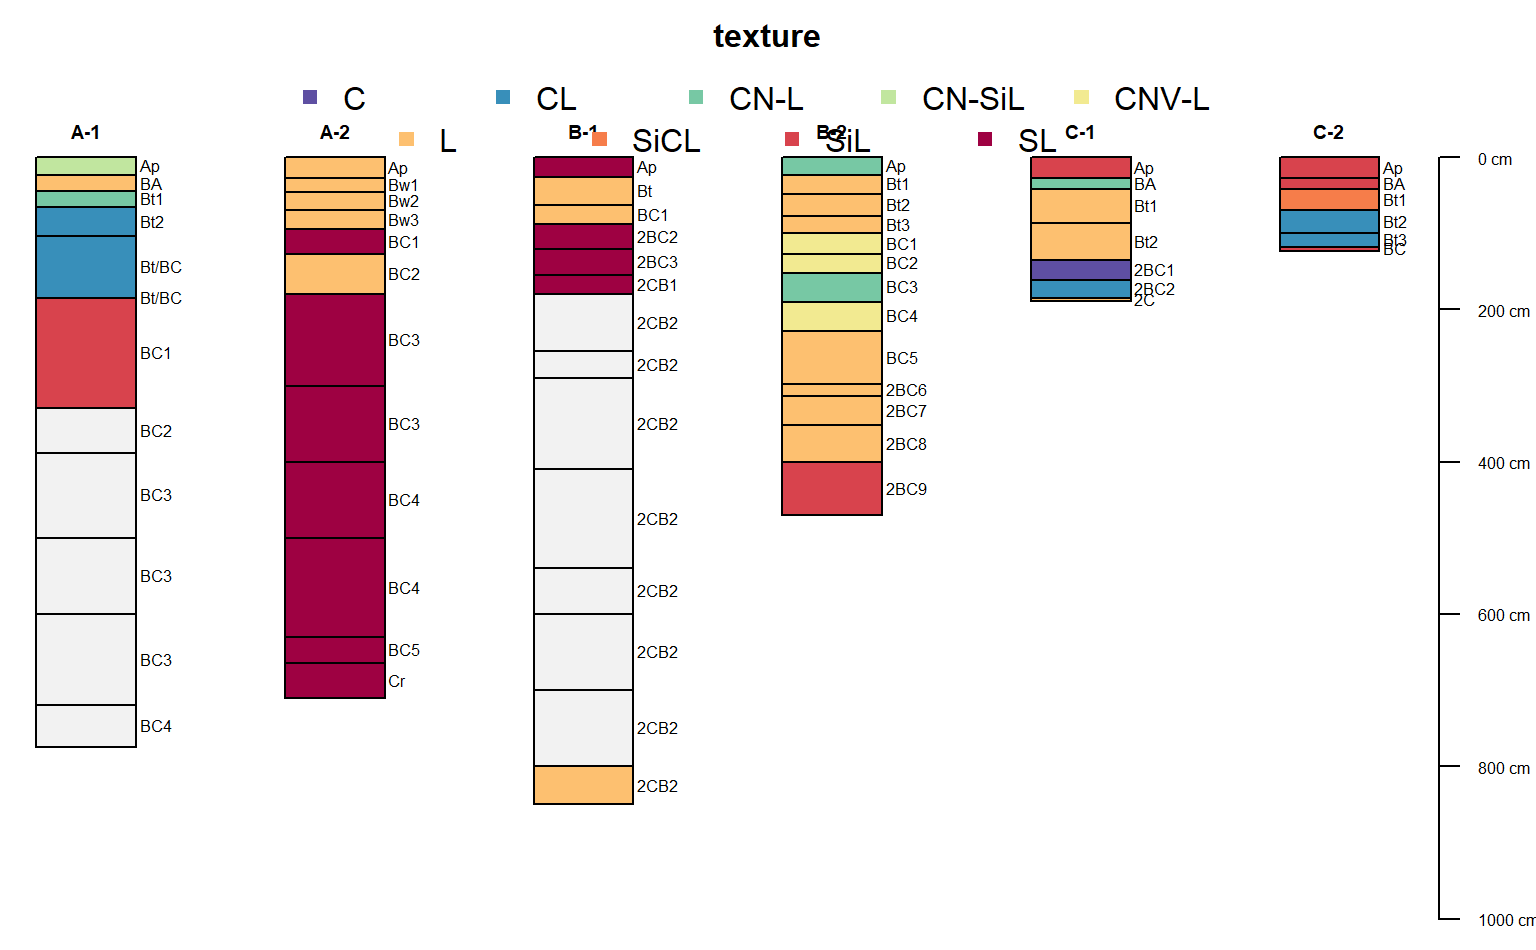 texture
C CL CN-L CN-SiL CNV-L
L SiCL SiL SL
A-1 A-2 B-1 B-2 C-1 C-2
Ap
BA
Bt1
Bt2
Bt/BC
Bt/BC
BC1
BC2
BC3
BC3
BC3
BC4
Ap
Bw1
Bw2
Bw3
BC1
BC2
BC3
BC3
BC4
BC4
BC5
Cr
Ap
Bt
BC1
2BC2
2BC3
2CB1
2CB2
2CB2
2CB2
2CB2
2CB2
2CB2
2CB2
2CB2
Ap
Bt1
Bt2
Bt3
BC1
BC2
BC3
BC4
BC5
2BC6
2BC7
2BC8
2BC9
Ap
BA
Bt1
Bt2
2BC1
2BC2
2C
Ap
BA
Bt1
Bt2
Bt3
BC
0 cm
200 cm
400 cm
600 cm
800 cm
1000 cm